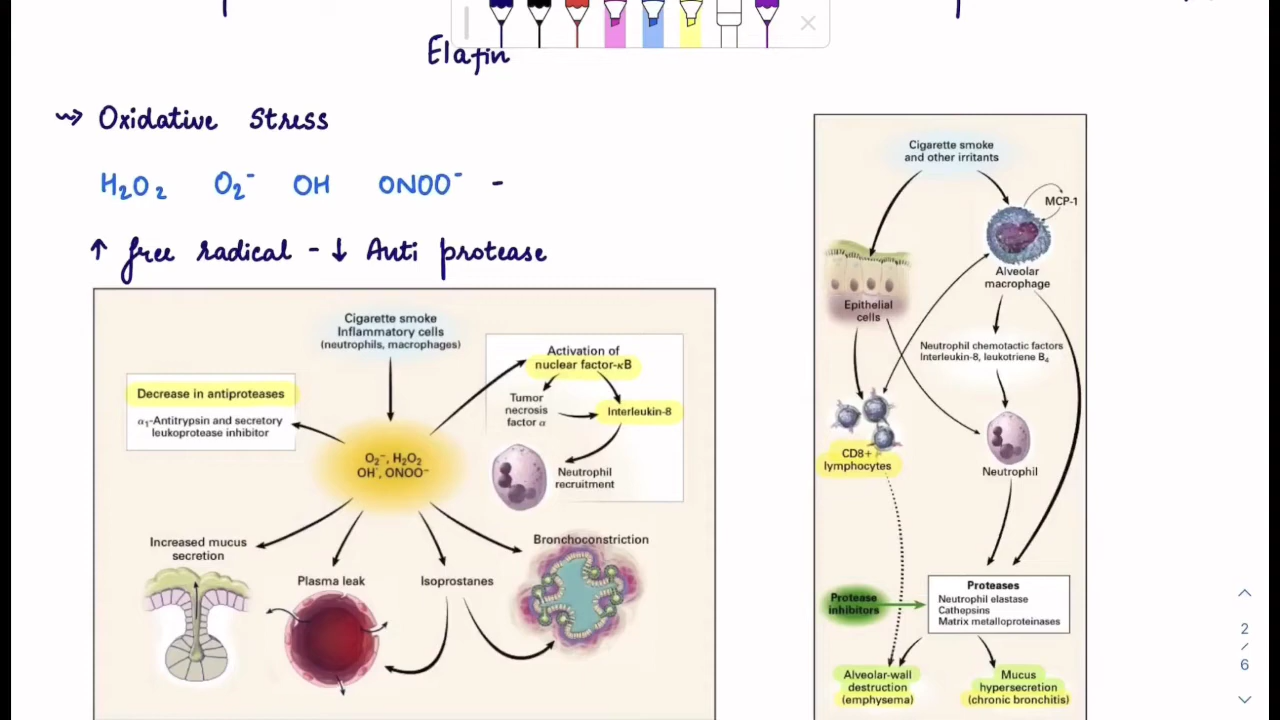 Elafin
⇝ Oxidative Stress
H₂O₂ O₂⁻ OH ONOO⁻ -
↑ free radical - ↓ Anti protease
Cigarette smoke
Inflammatory cells
(neutrophils, macrophages)
Decrease in antiproteases
α₁-Antitrypsin and secretory
leukoprotease inhibitor
Activation of
nuclear factor-κB
Tumor
necrosis
factor α
Interleukin-8
Neutrophil
recruitment
O₂⁻, H₂O₂
OH˙, ONOO⁻
Increased mucus
secretion
Plasma leak
Isoprostanes
Bronchoconstriction
Cigarette smoke
and other irritants
MCP-1
Alveolar
macrophage
Epithelial
cells
Neutrophil chemotactic factors
Interleukin-8, leukotriene B₄
CD8+
lymphocytes
Neutrophil
Protease
inhibitors
Proteases
Neutrophil elastase
Cathepsins
Matrix metalloproteinases
Alveolar-wall
destruction
(emphysema)
Mucus
hypersecretion
(chronic bronchitis)
2
/
6